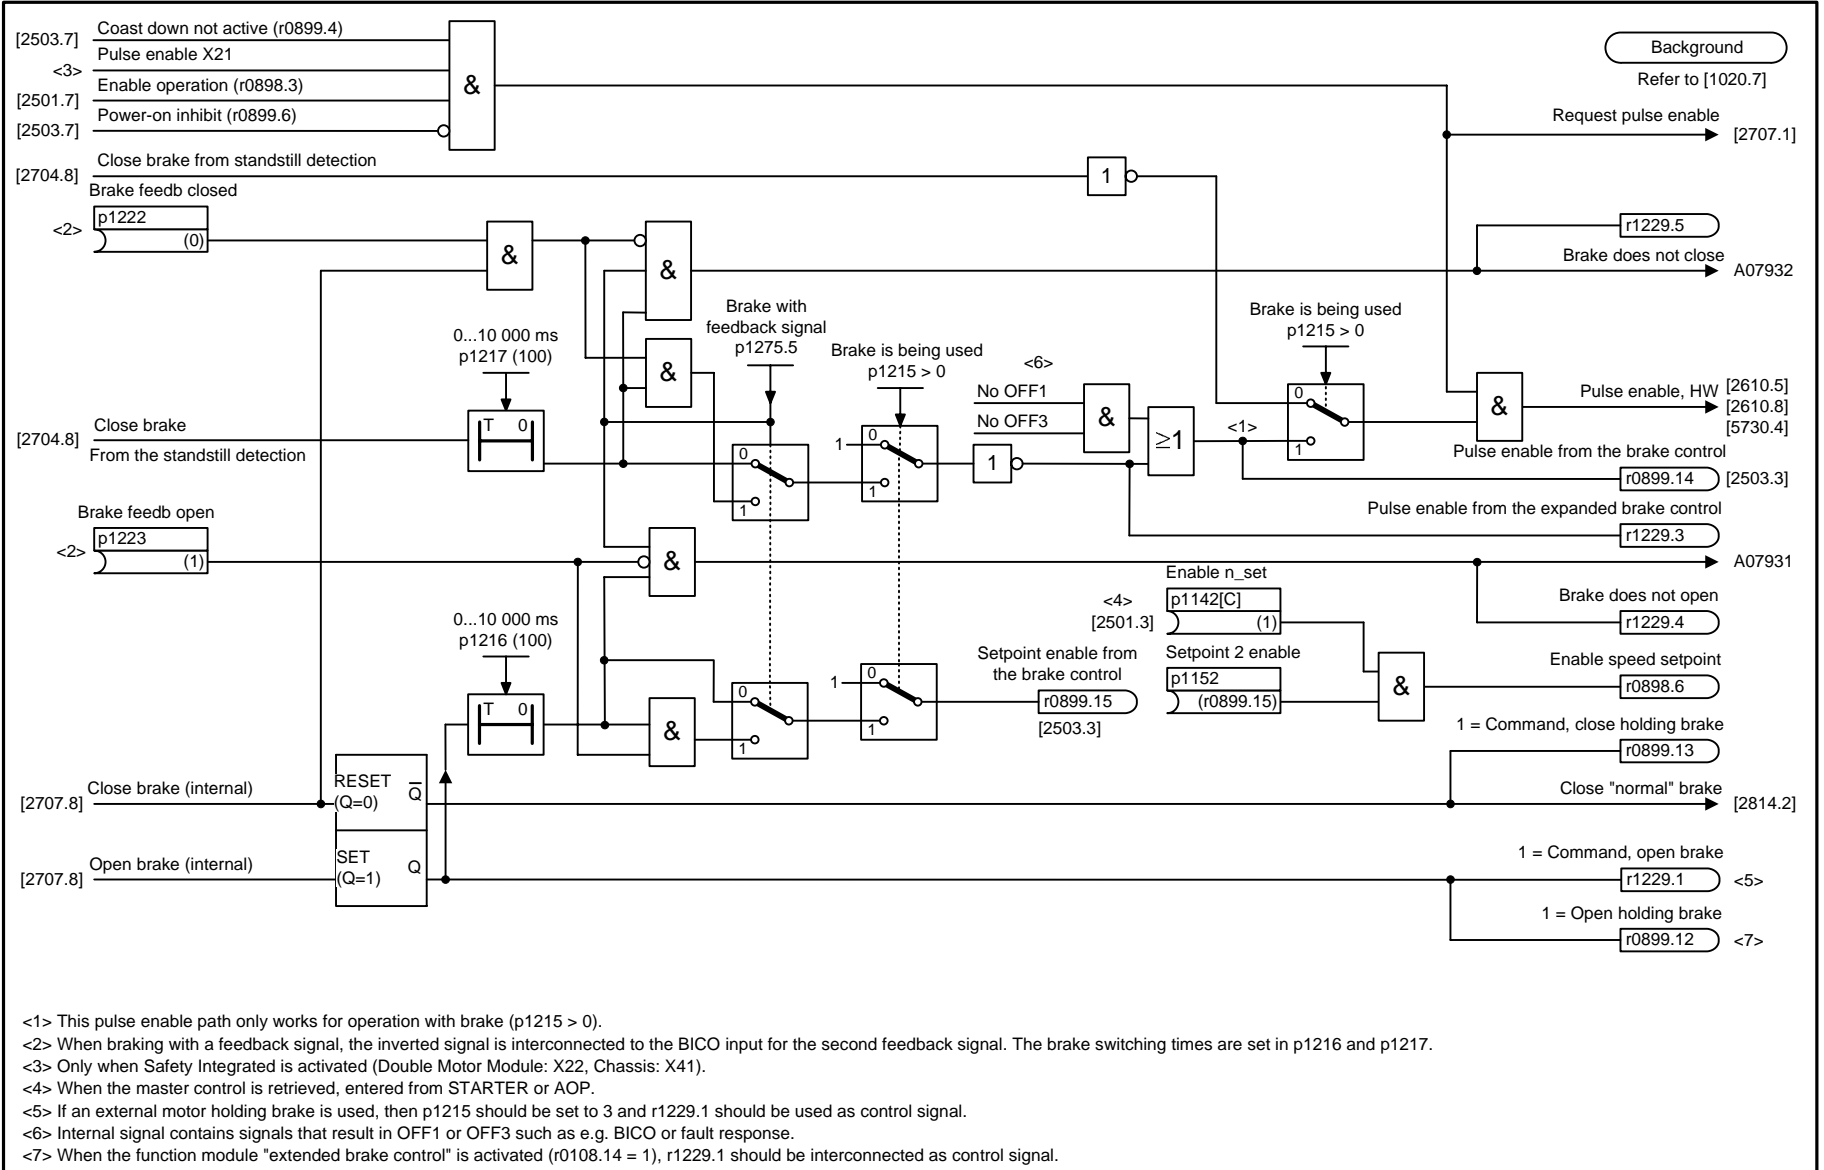 Coast down not active (r0899.4)
[2503.7]
Pulse enable X21
<3>
Enable operation (r0898.3)
[2501.7]
Power-on inhibit (r0899.6)
[2503.7]
&
Background
Refer to [1020.7]
Request pulse enable
[2707.1]
Close brake from standstill detection
[2704.8]
1
Brake feedb closed
<2>
p1222
(0)
&
&
r1229.5
Brake does not close
A07932
0...10 000 ms
p1217 (100)
T 0
&
Brake with
feedback signal
p1275.5
0
1
Brake is being used
p1215 > 0
1
0
1
1
<6>
No OFF1
No OFF3
&
≥1
<1>
Brake is being used
p1215 > 0
0
1
&
Pulse enable, HW
[2610.5]
[2610.8]
[5730.4]
Close brake
[2704.8]
From the standstill detection
Pulse enable from the brake control
r0899.14
[2503.3]
Pulse enable from the expanded brake control
r1229.3
Brake feedb open
<2>
p1223
(1)
&
A07931
Brake does not open
r1229.4
0...10 000 ms
p1216 (100)
T 0
&
0
1
1
0
1
Setpoint enable from
the brake control
r0899.15
[2503.3]
Enable n_set
<4>
[2501.3]
p1142[C]
(1)
Setpoint 2 enable
p1152
(r0899.15)
&
Enable speed setpoint
r0898.6
1 = Command, close holding brake
r0899.13
Close brake (internal)
[2707.8]
RESET
(Q=0)
Q̅
Close "normal" brake
[2814.2]
Open brake (internal)
[2707.8]
SET
(Q=1)
Q
1 = Command, open brake
r1229.1
<5>
1 = Open holding brake
r0899.12
<7>
<1> This pulse enable path only works for operation with brake (p1215 > 0).
<2> When braking with a feedback signal, the inverted signal is interconnected to the BICO input for the second feedback signal. The brake switching times are set in p1216 and p1217.
<3> Only when Safety Integrated is activated (Double Motor Module: X22, Chassis: X41).
<4> When the master control is retrieved, entered from STARTER or AOP.
<5> If an external motor holding brake is used, then p1215 should be set to 3 and r1229.1 should be used as control signal.
<6> Internal signal contains signals that result in OFF1 or OFF3 such as e.g. BICO or fault response.
<7> When the function module "extended brake control" is activated (r0108.14 = 1), r1229.1 should be interconnected as control signal.